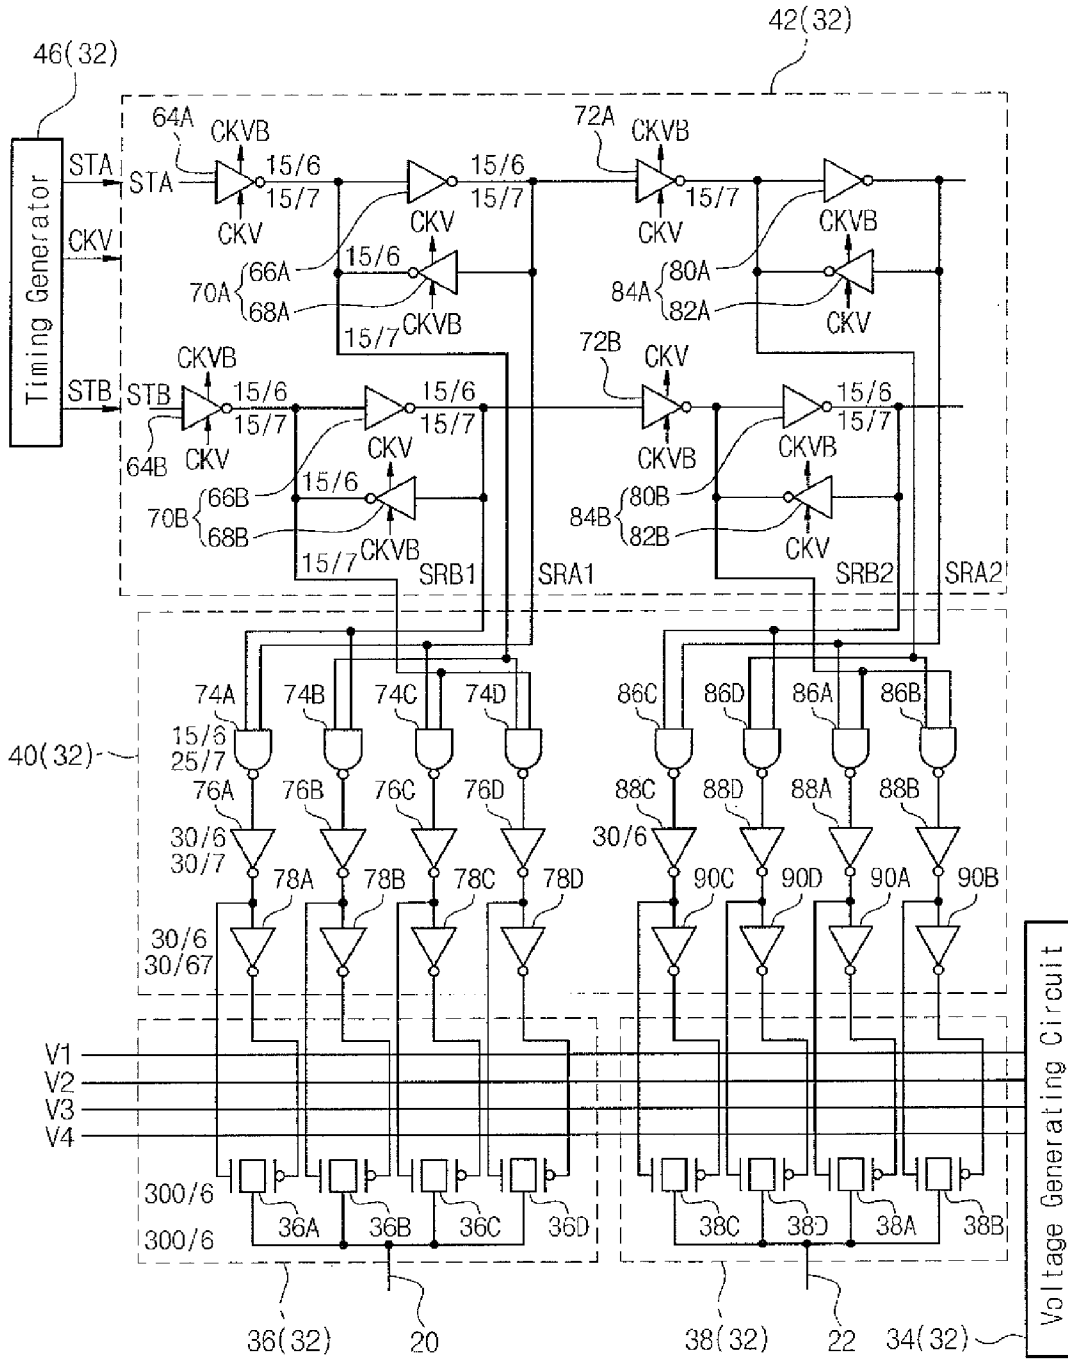 46(32)
42(32)
64A
72A
CKVB
CKVB
STA
STA
15/6
15/7
15/6
15/7
15/7
CKV
CKV
CKV
CKV
CKVB
15/6
70A
66A
68A
84A
80A
82A
CKVB
CKV
Timing Generator
15/7
STB
STB
CKVB
15/6
15/7
15/6
15/7
72B
CKV
15/6
15/7
64B
CKV
CKV
CKVB
CKVB
15/6
70B
66B
68B
84B
80B
82B
CKVB
CKV
15/7
SRB1
SRA1
SRB2
SRA2
40(32)
74A
74B
74C
74D
86C
86D
86A
86B
15/6
25/7
76A
76B
76C
76D
88C
88D
88A
88B
30/6
30/7
30/6
78A
78B
78C
78D
90C
90D
90A
90B
30/6
30/67
V1
V2
V3
V4
Voltage Generating Circuit
300/6
36A
36B
36C
36D
38C
38D
38A
38B
300/6
36(32)
20
38(32)
22
34(32)